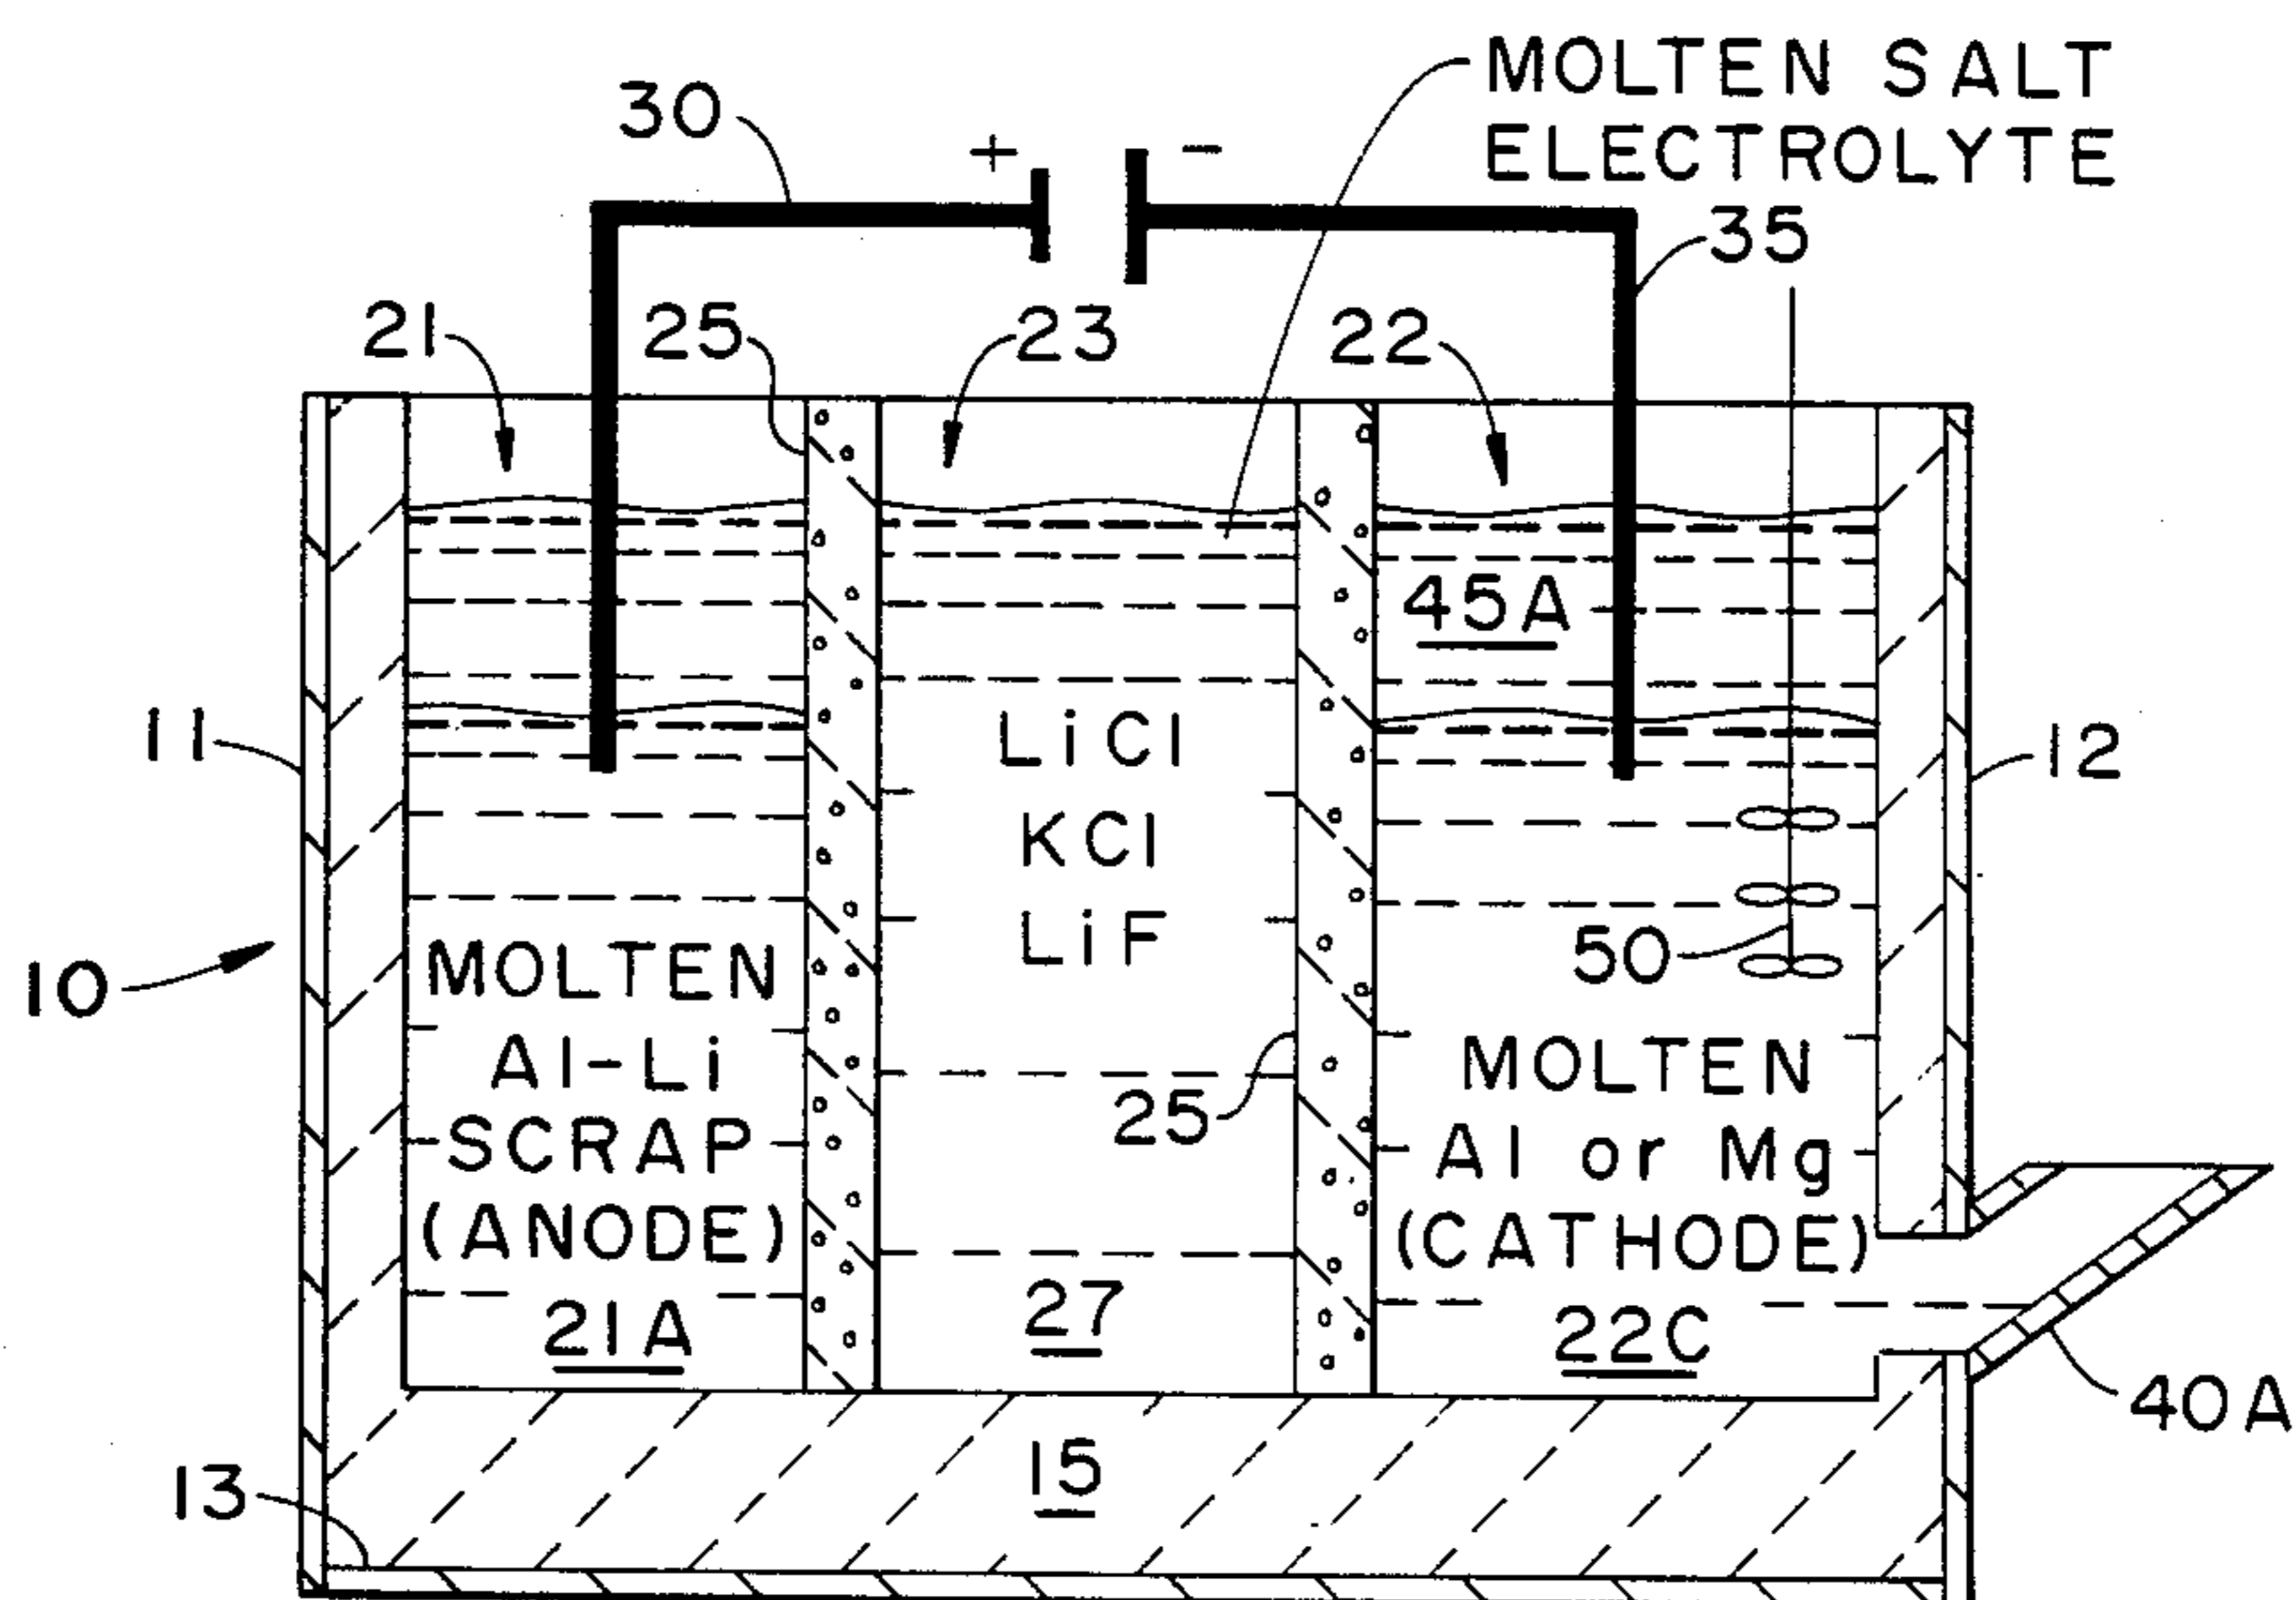 MOLTEN SALT
ELECTROLYTE
30
+
−
35
21
25
23
22
45A
11
12
LiCl
KCl
LiF
10
50
MOLTEN
Al-Li
SCRAP
(ANODE)
21A
25
27
MOLTEN
Al or Mg
(CATHODE)
22C
40A
15
13